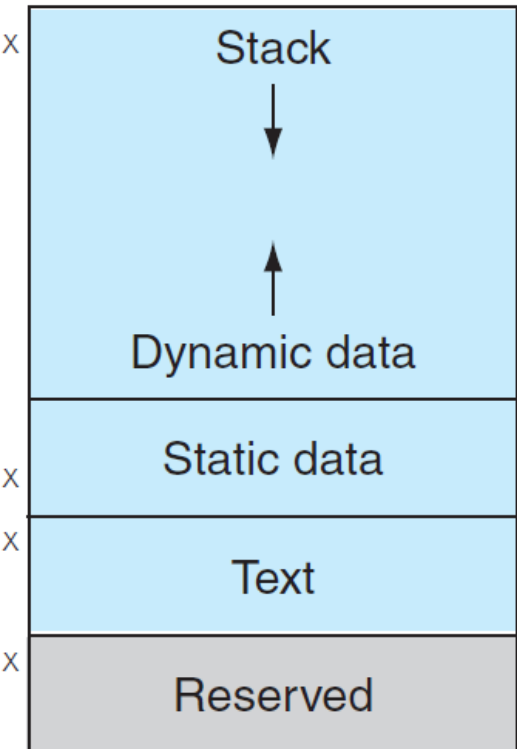 X
Stack
Dynamic data
Static data
X
X
Text
X
Reserved